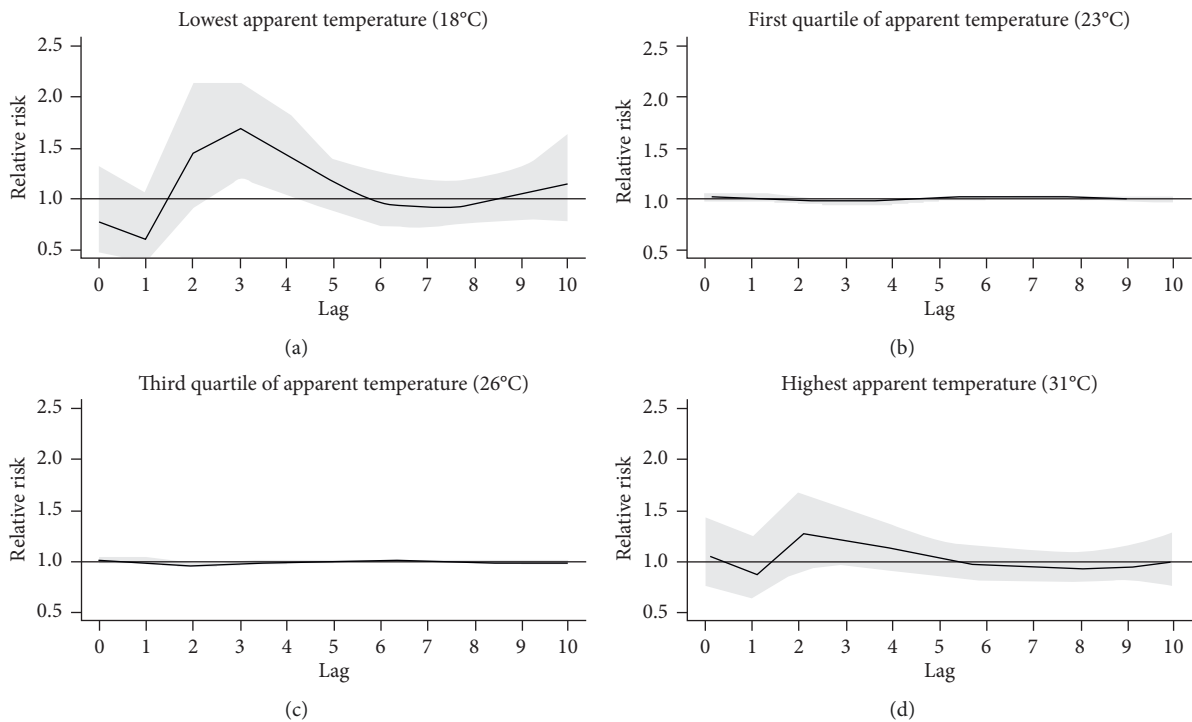 Lowest apparent temperature (18°C)
2.5
2.0
1.5
1.0
0.5
Relative risk
0 1 2 3 4 5 6 7 8 9 10
Lag
(a)
First quartile of apparent temperature (23°C)
2.5
2.0
1.5
1.0
0.5
Relative risk
0 1 2 3 4 5 6 7 8 9 10
Lag
(b)
Third quartile of apparent temperature (26°C)
2.5
2.0
1.5
1.0
0.5
Relative risk
0 1 2 3 4 5 6 7 8 9 10
Lag
(c)
Highest apparent temperature (31°C)
2.5
2.0
1.5
1.0
0.5
Relative risk
0 1 2 3 4 5 6 7 8 9 10
Lag
(d)